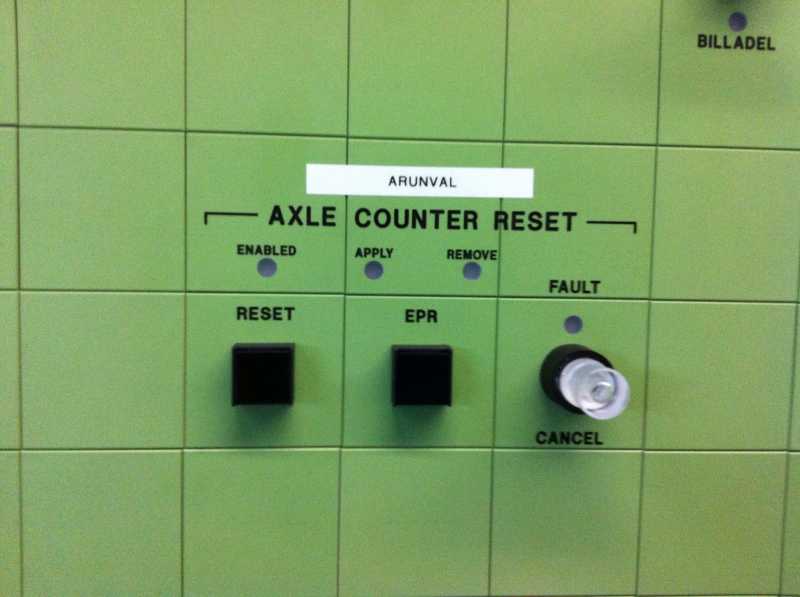 BILLADEL
ARUNVAL
AXLE COUNTER RESET
ENABLED APPLY REMOVE
FAULT
RESET EPR
CANCEL